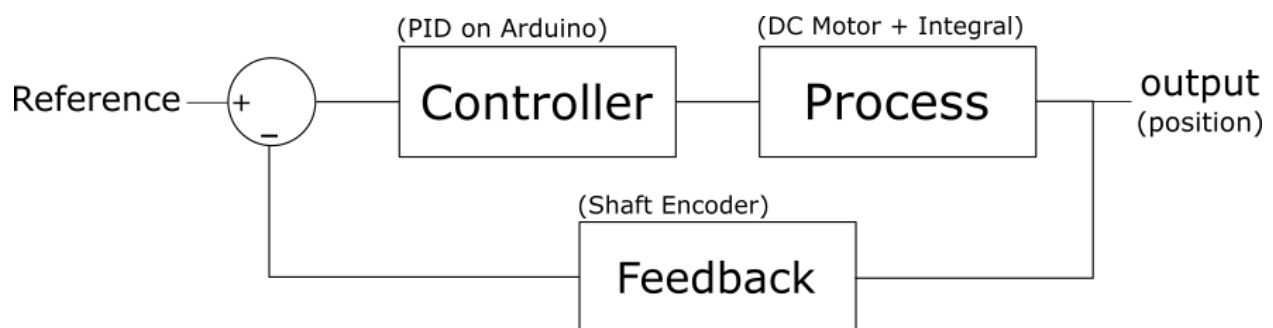 (PID on Arduino)
(DC Motor + Integral)
Reference
+
−
Controller
Process
output
(position)
(Shaft Encoder)
Feedback